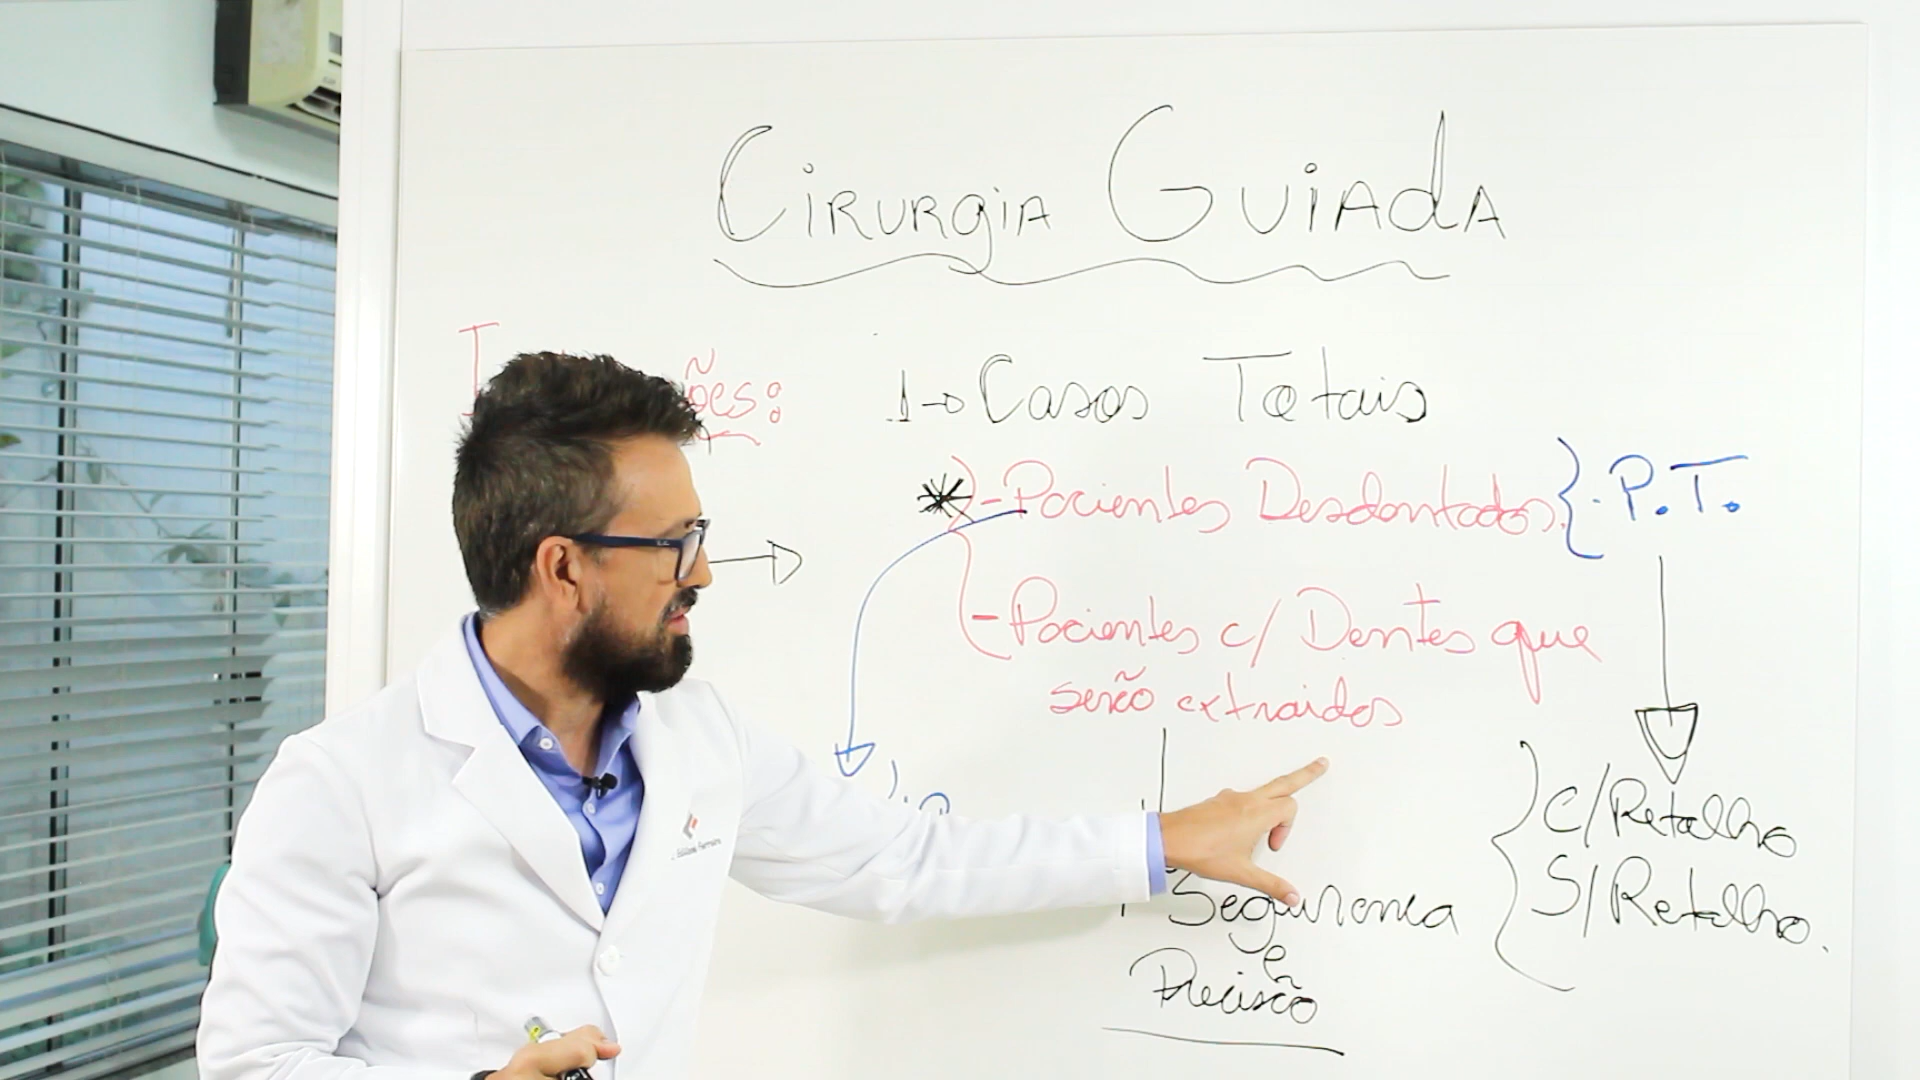 Cirurgia Guiada
1→ Casos Totais
* - Pacientes Desdentados. } P.T.
- Pacientes c/ Dentes que
serão extraidos
C/Retalho
S/Retalho.
Segurança
e
Precisão